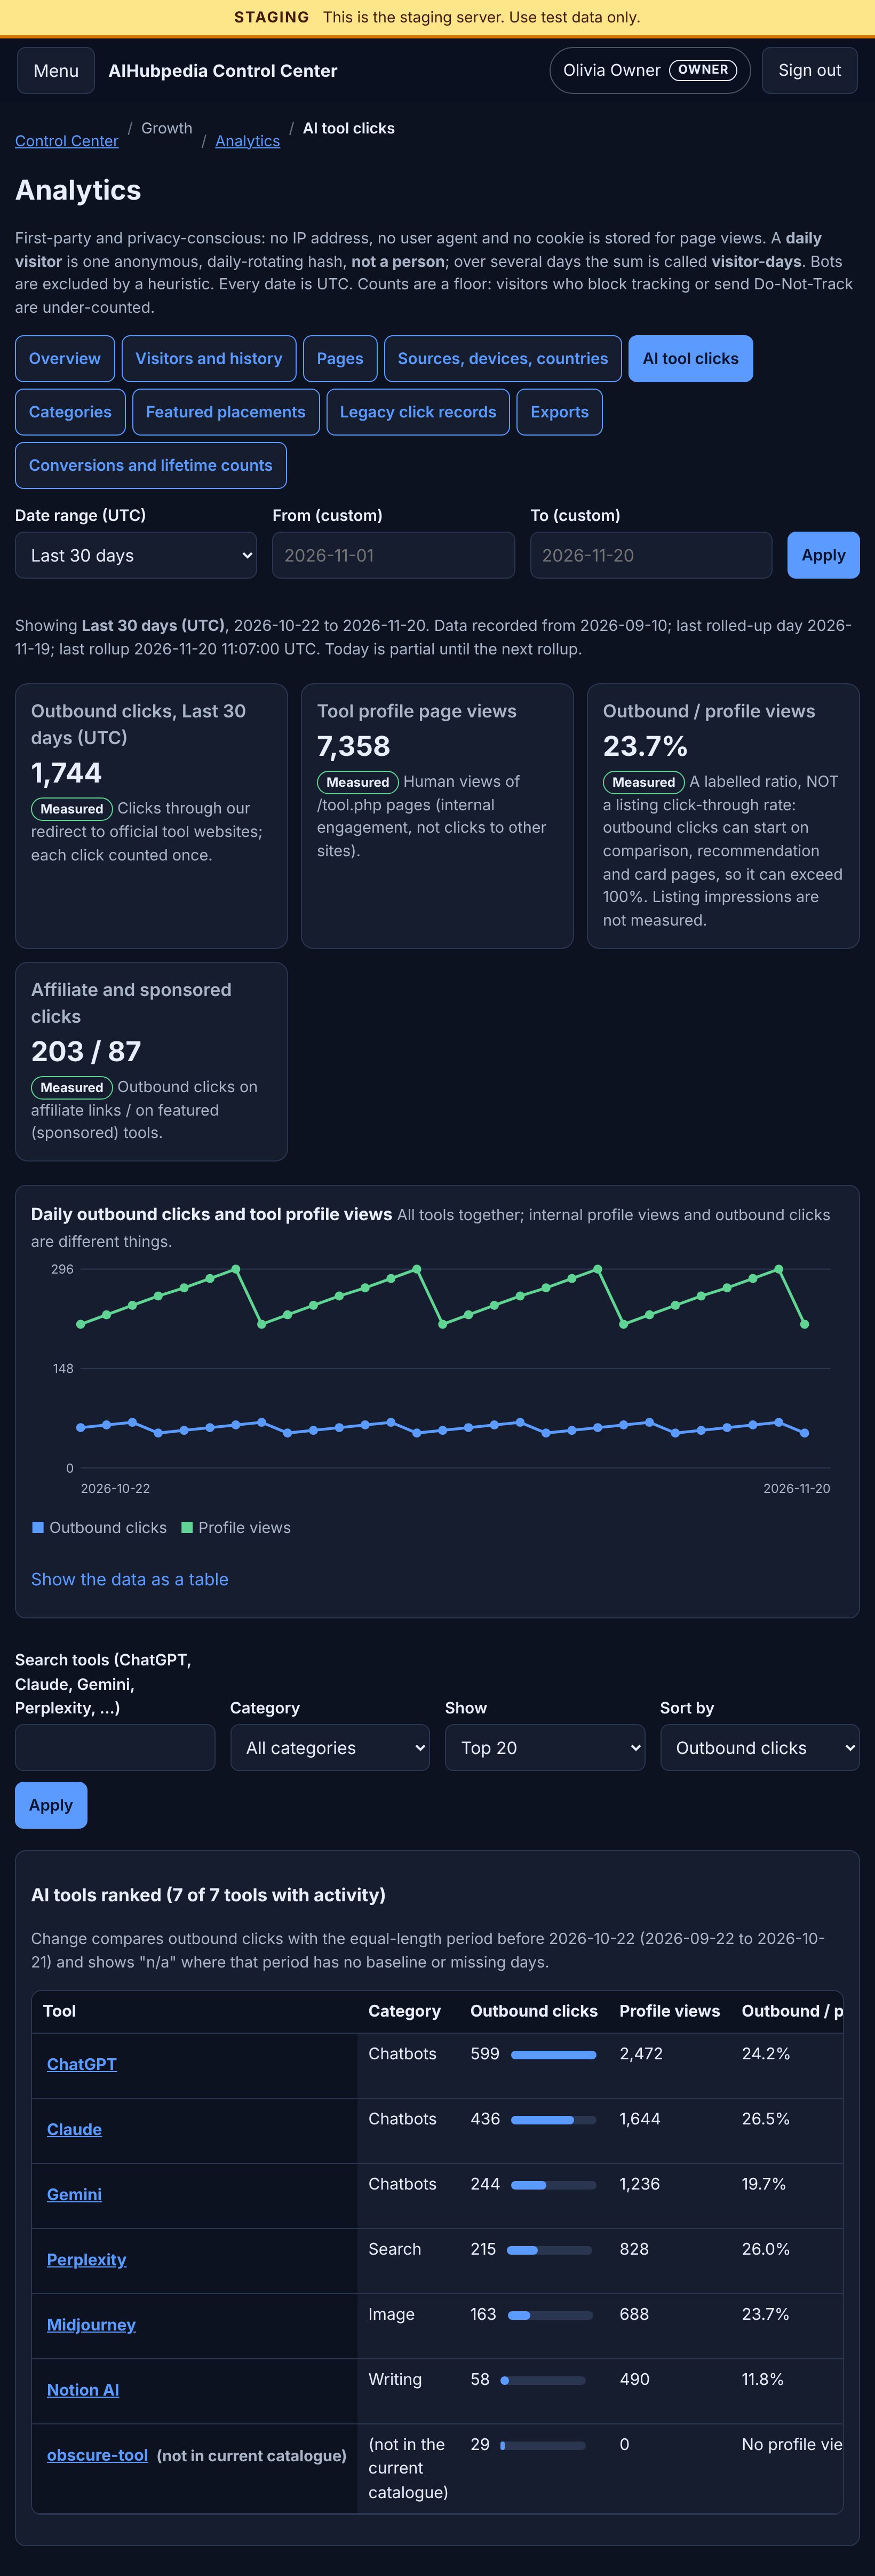 STAGING This is the staging server. Use test data only.
Menu AIHubpedia Control Center Olivia Owner OWNER Sign out
Control Center / Growth / Analytics / AI tool clicks
Analytics
First-party and privacy-conscious: no IP address, no user agent and no cookie is stored for page views. A daily
visitor is one anonymous, daily-rotating hash, not a person; over several days the sum is called visitor-days. Bots
are excluded by a heuristic. Every date is UTC. Counts are a floor: visitors who block tracking or send Do-Not-Track
are under-counted.
Overview Visitors and history Pages Sources, devices, countries AI tool clicks
Categories Featured placements Legacy click records Exports
Conversions and lifetime counts
Date range (UTC) From (custom) To (custom)
Last 30 days 2026-11-01 2026-11-20 Apply
Showing Last 30 days (UTC), 2026-10-22 to 2026-11-20. Data recorded from 2026-09-10; last rolled-up day 2026-
11-19; last rollup 2026-11-20 11:07:00 UTC. Today is partial until the next rollup.
Outbound clicks, Last 30
days (UTC)
1,744
Measured Clicks through our
redirect to official tool websites;
each click counted once.
Tool profile page views
7,358
Measured Human views of
/tool.php pages (internal
engagement, not clicks to other
sites).
Outbound / profile views
23.7%
Measured A labelled ratio, NOT
a listing click-through rate:
outbound clicks can start on
comparison, recommendation
and card pages, so it can exceed
100%. Listing impressions are
not measured.
Affiliate and sponsored
clicks
203 / 87
Measured Outbound clicks on
affiliate links / on featured
(sponsored) tools.
Daily outbound clicks and tool profile views All tools together; internal profile views and outbound clicks
are different things.
296
148
0
2026-10-22 2026-11-20
Outbound clicks Profile views
Show the data as a table
Search tools (ChatGPT,
Claude, Gemini,
Perplexity, ...) Category Show Sort by
All categories Top 20 Outbound clicks
Apply
AI tools ranked (7 of 7 tools with activity)
Change compares outbound clicks with the equal-length period before 2026-10-22 (2026-09-22 to 2026-10-
21) and shows "n/a" where that period has no baseline or missing days.
Tool Category Outbound clicks Profile views Outbound / p
ChatGPT Chatbots 599 2,472 24.2%
Claude Chatbots 436 1,644 26.5%
Gemini Chatbots 244 1,236 19.7%
Perplexity Search 215 828 26.0%
Midjourney Image 163 688 23.7%
Notion AI Writing 58 490 11.8%
obscure-tool (not in current catalogue) (not in the 29 0 No profile vie
current
catalogue)